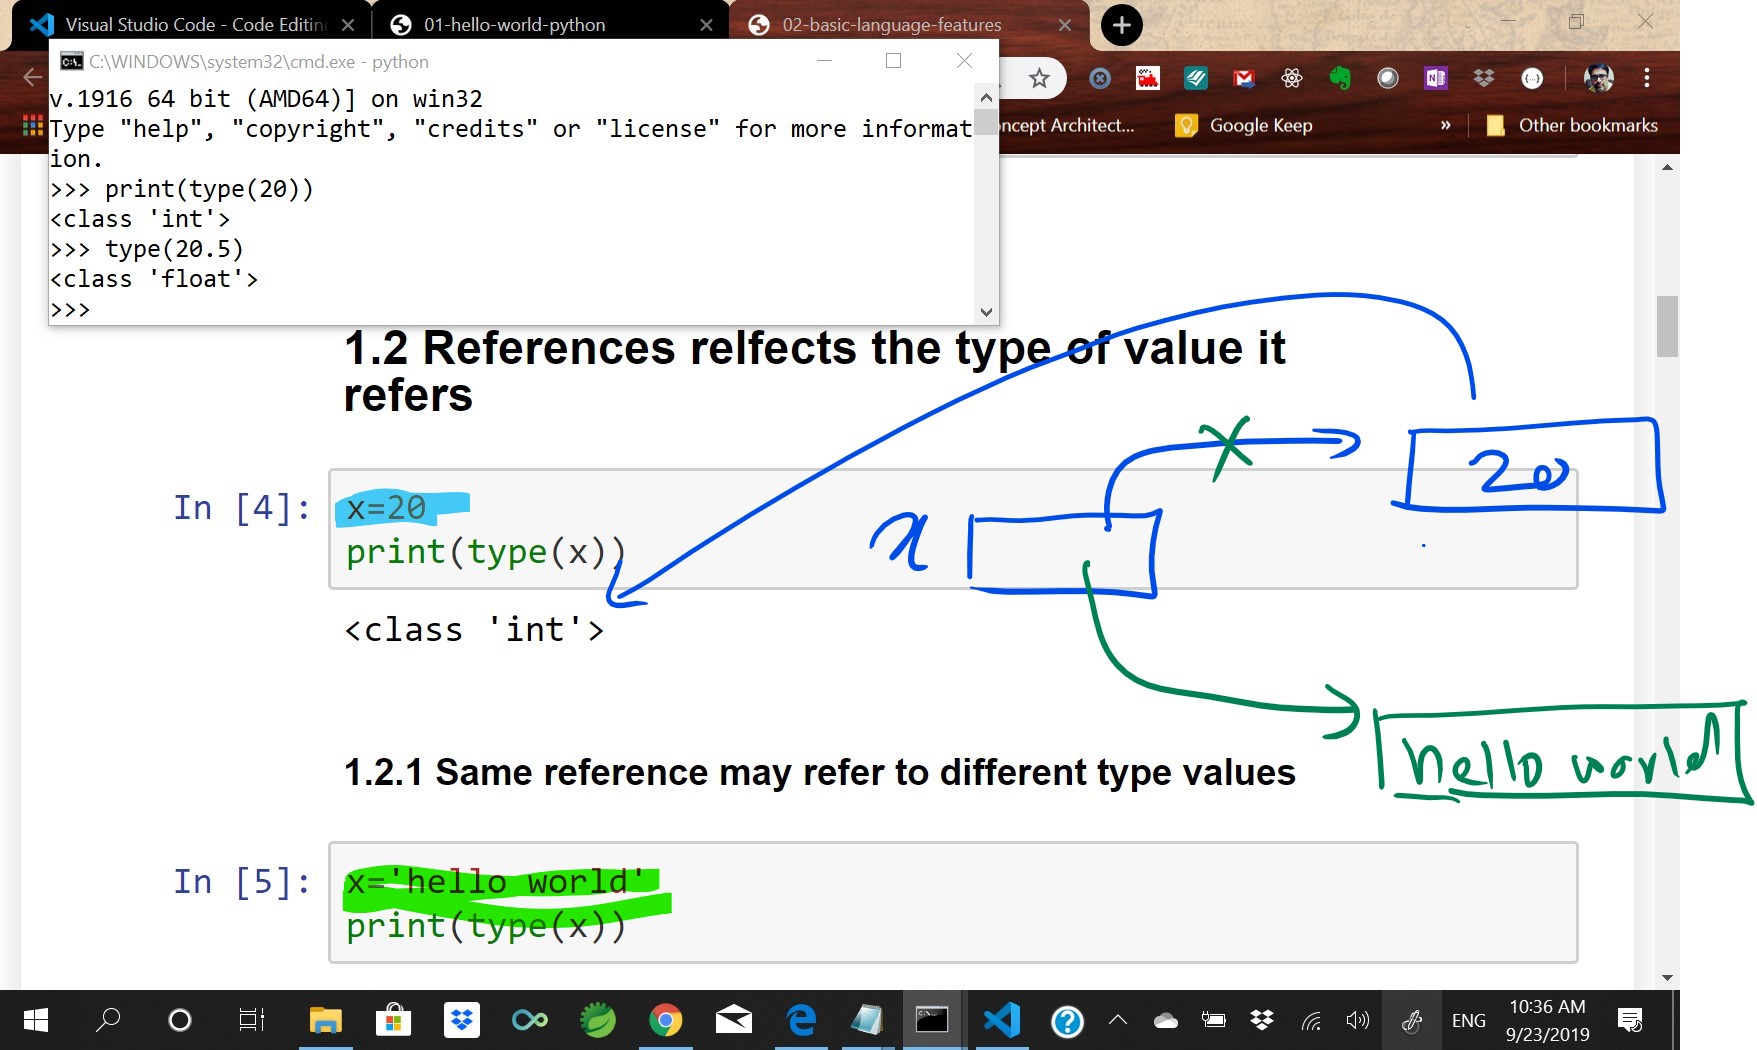 Visual Studio Code - Code Editin
01-hello-world-python
02-basic-language-features
C:\WINDOWS\system32\cmd.exe - python
v.1916 64 bit (AMD64)] on win32
Type "help", "copyright", "credits" or "license" for more informat
ion.
>>> print(type(20))
<class 'int'>
>>> type(20.5)
<class 'float'>
>>>
ncept Architect...
Google Keep
»
Other bookmarks
1.2 References relfects the type of value it
refers
20
In [4]:
x=20
print(type(x))
x
<class 'int'>
hello world
1.2.1 Same reference may refer to different type values
In [5]:
x='hello world'
print(type(x))
ENG
10:36 AM
9/23/2019